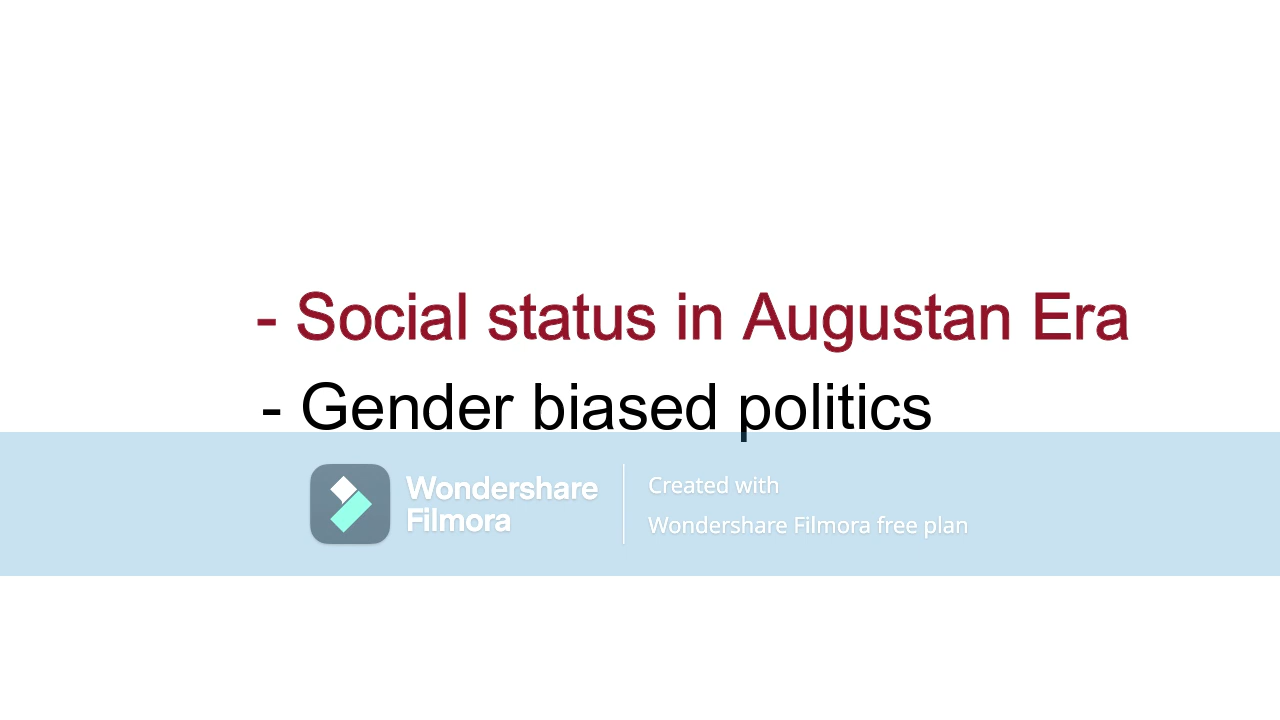 - Social status in Augustan Era
- Gender biased politics
Wondershare
Filmora
Created with
Wondershare Filmora free plan